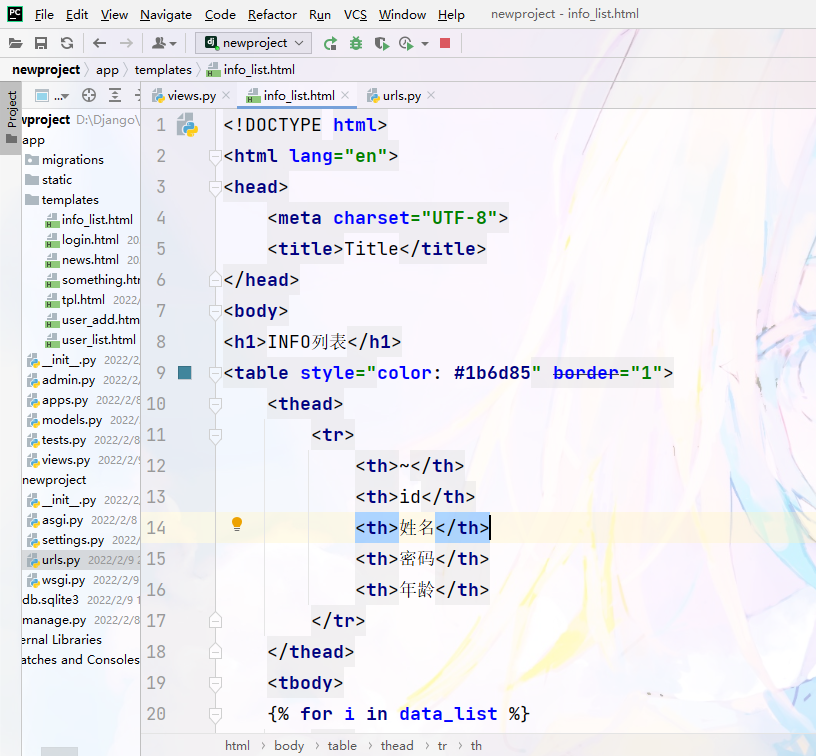 PC File Edit View Navigate Code Refactor Run VCS Window Help newproject - info_list.html
dj newproject
newproject app templates info_list.html
... views.py info_list.html urls.py
Project
project D:\Django\
app
migrations
static
templates
info_list.html
login.html 20
news.html 20
something.ht
tpl.html 2022/
user_add.htm
user_list.html
__init__.py 2022/2
admin.py 2022/2/
apps.py 2022/2/8
models.py 2022/
tests.py 2022/2/
views.py 2022/2/9
newproject
__init__.py 2022/2
asgi.py 2022/2/8
settings.py 2022/
urls.py 2022/2/9 2
wsgi.py 2022/2/9
db.sqlite3 2022/2/9 1
manage.py 2022/2/8
ernal Libraries
atches and Consoles
1 <!DOCTYPE html>
2 <html lang="en">
3 <head>
4 <meta charset="UTF-8">
5 <title>Title</title>
6 </head>
7 <body>
8 <h1>INFO列表</h1>
9 <table style="color: #1b6d85" border="1">
10 <thead>
11 <tr>
12 <th>~</th>
13 <th>id</th>
14 <th>姓名</th>
15 <th>密码</th>
16 <th>年龄</th>
17 </tr>
18 </thead>
19 <tbody>
20 {% for i in data_list %}
html › body › table › thead › tr › th